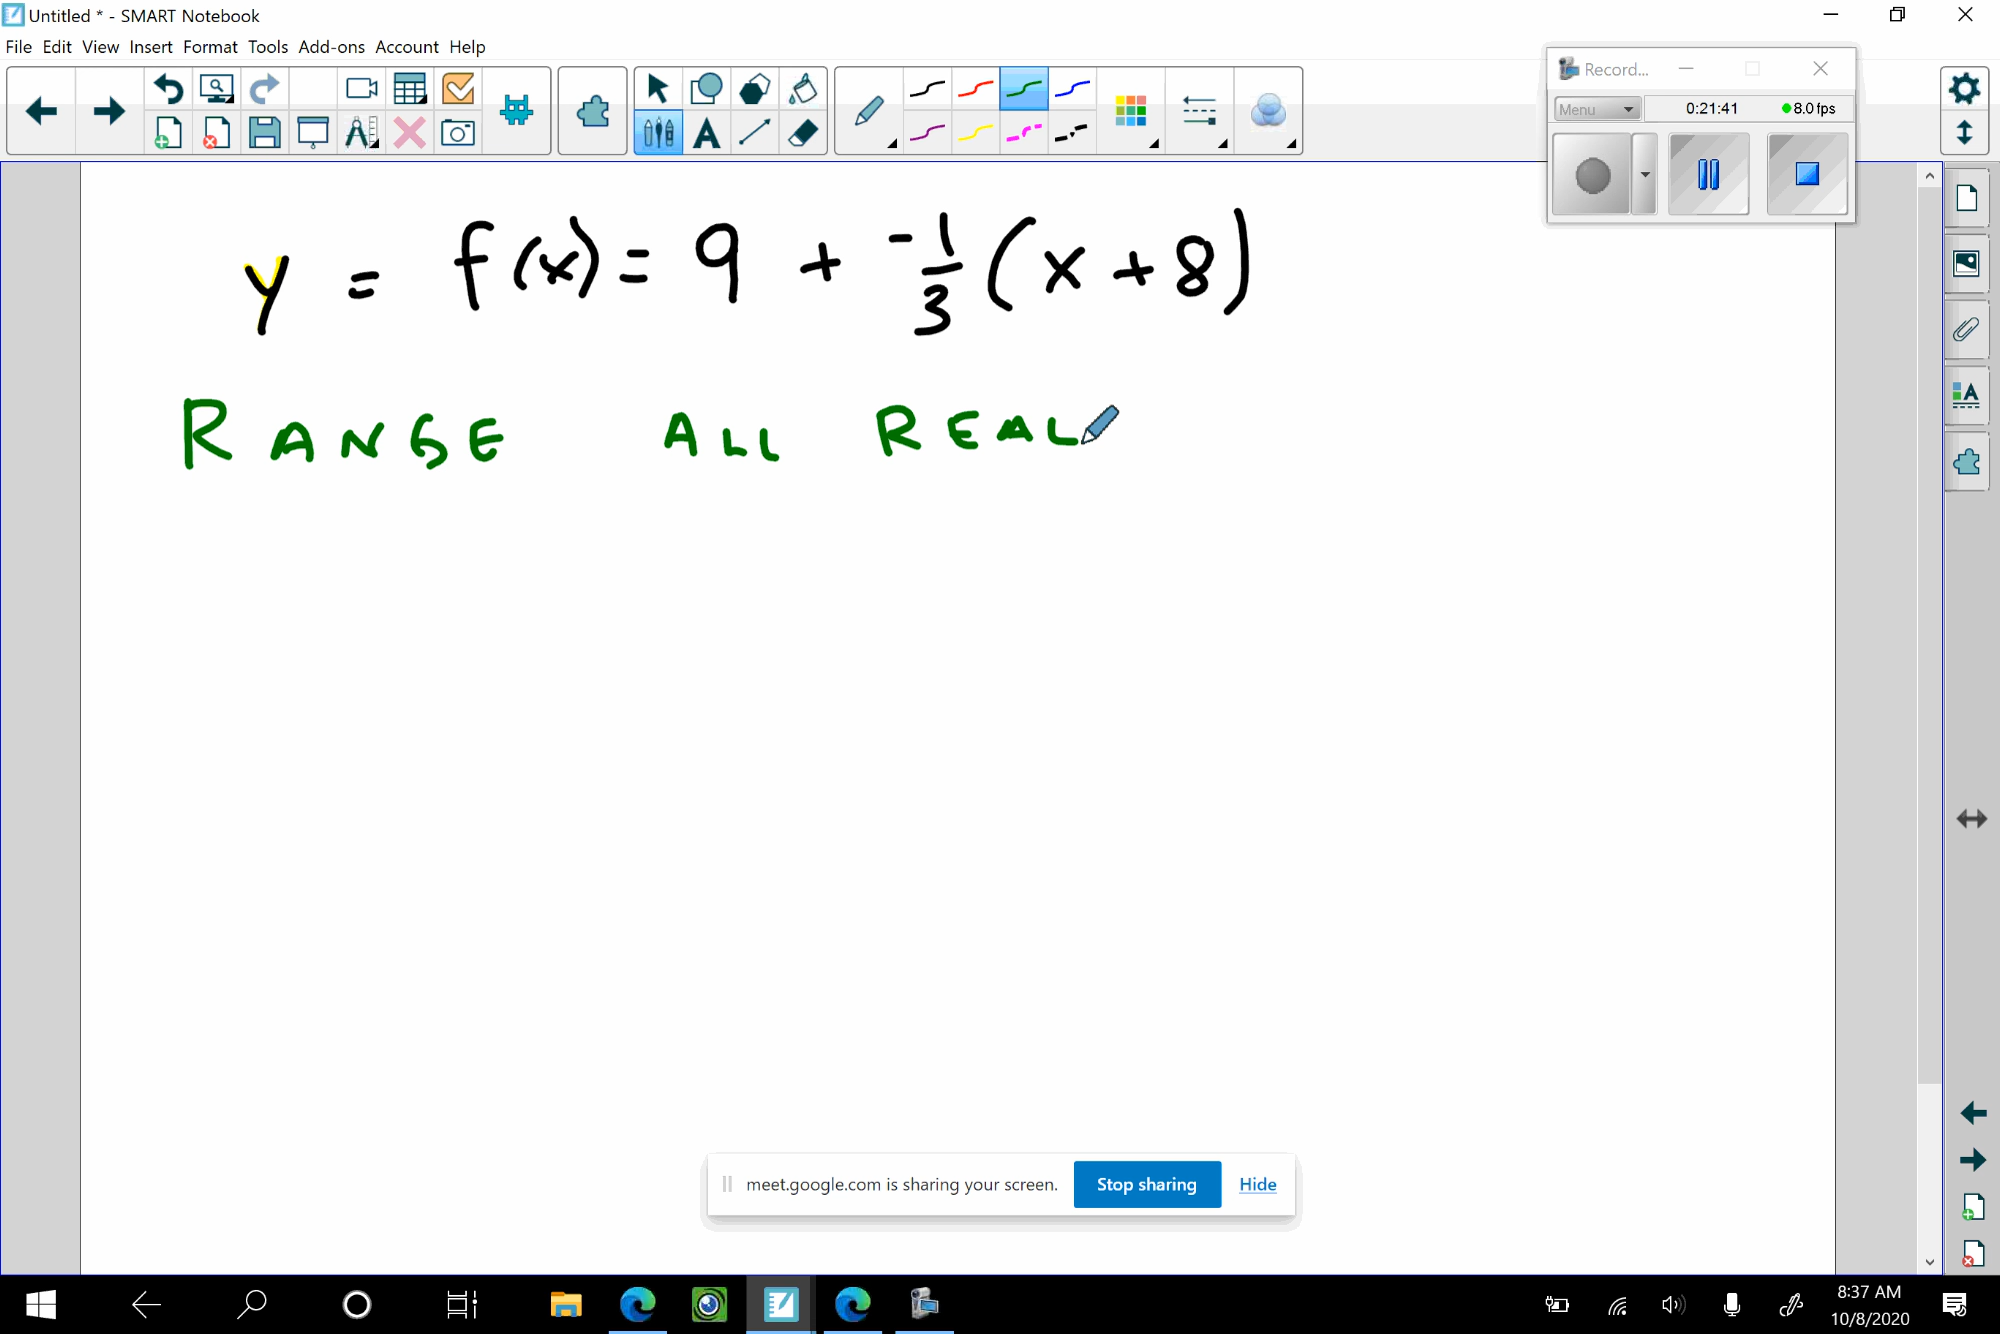 Untitled * - SMART Notebook
File Edit View Insert Format Tools Add-ons Account Help
Record...
Menu 0:21:41 8.0 fps
y = f(x) = 9 + -1/3 (x + 8)
RANGE ALL REAL
meet.google.com is sharing your screen. Stop sharing Hide
8:37 AM
10/8/2020